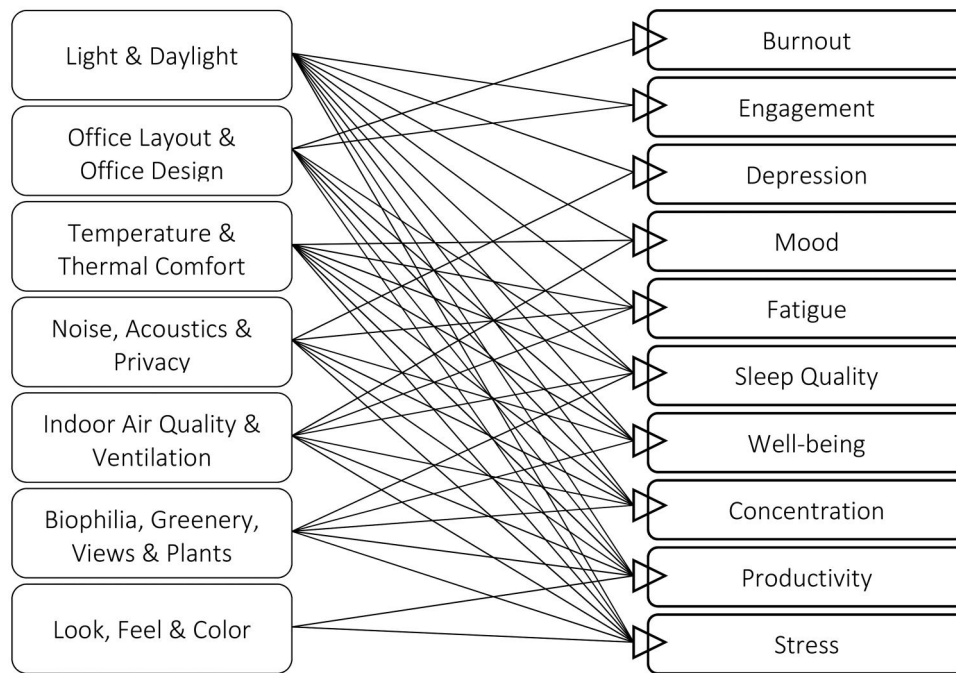 Light & Daylight
Office Layout &
Office Design
Temperature &
Thermal Comfort
Noise, Acoustics &
Privacy
Indoor Air Quality &
Ventilation
Biophilia, Greenery,
Views & Plants
Look, Feel & Color
Burnout
Engagement
Depression
Mood
Fatigue
Sleep Quality
Well-being
Concentration
Productivity
Stress